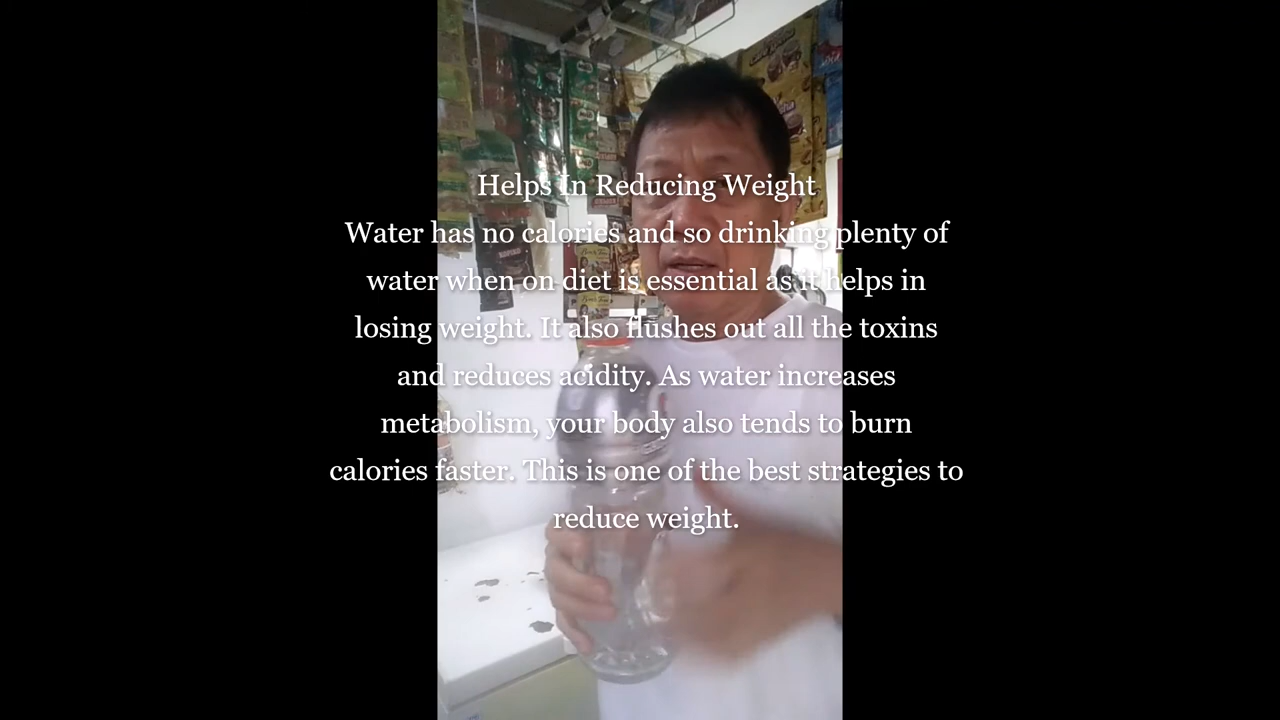 Helps In Reducing Weight
Water has no calories and so drinking plenty of
water when on diet is essential as it helps in
losing weight. It also flushes out all the toxins
and reduces acidity. As water increases
metabolism, your body also tends to burn
calories faster. This is one of the best strategies to
reduce weight.